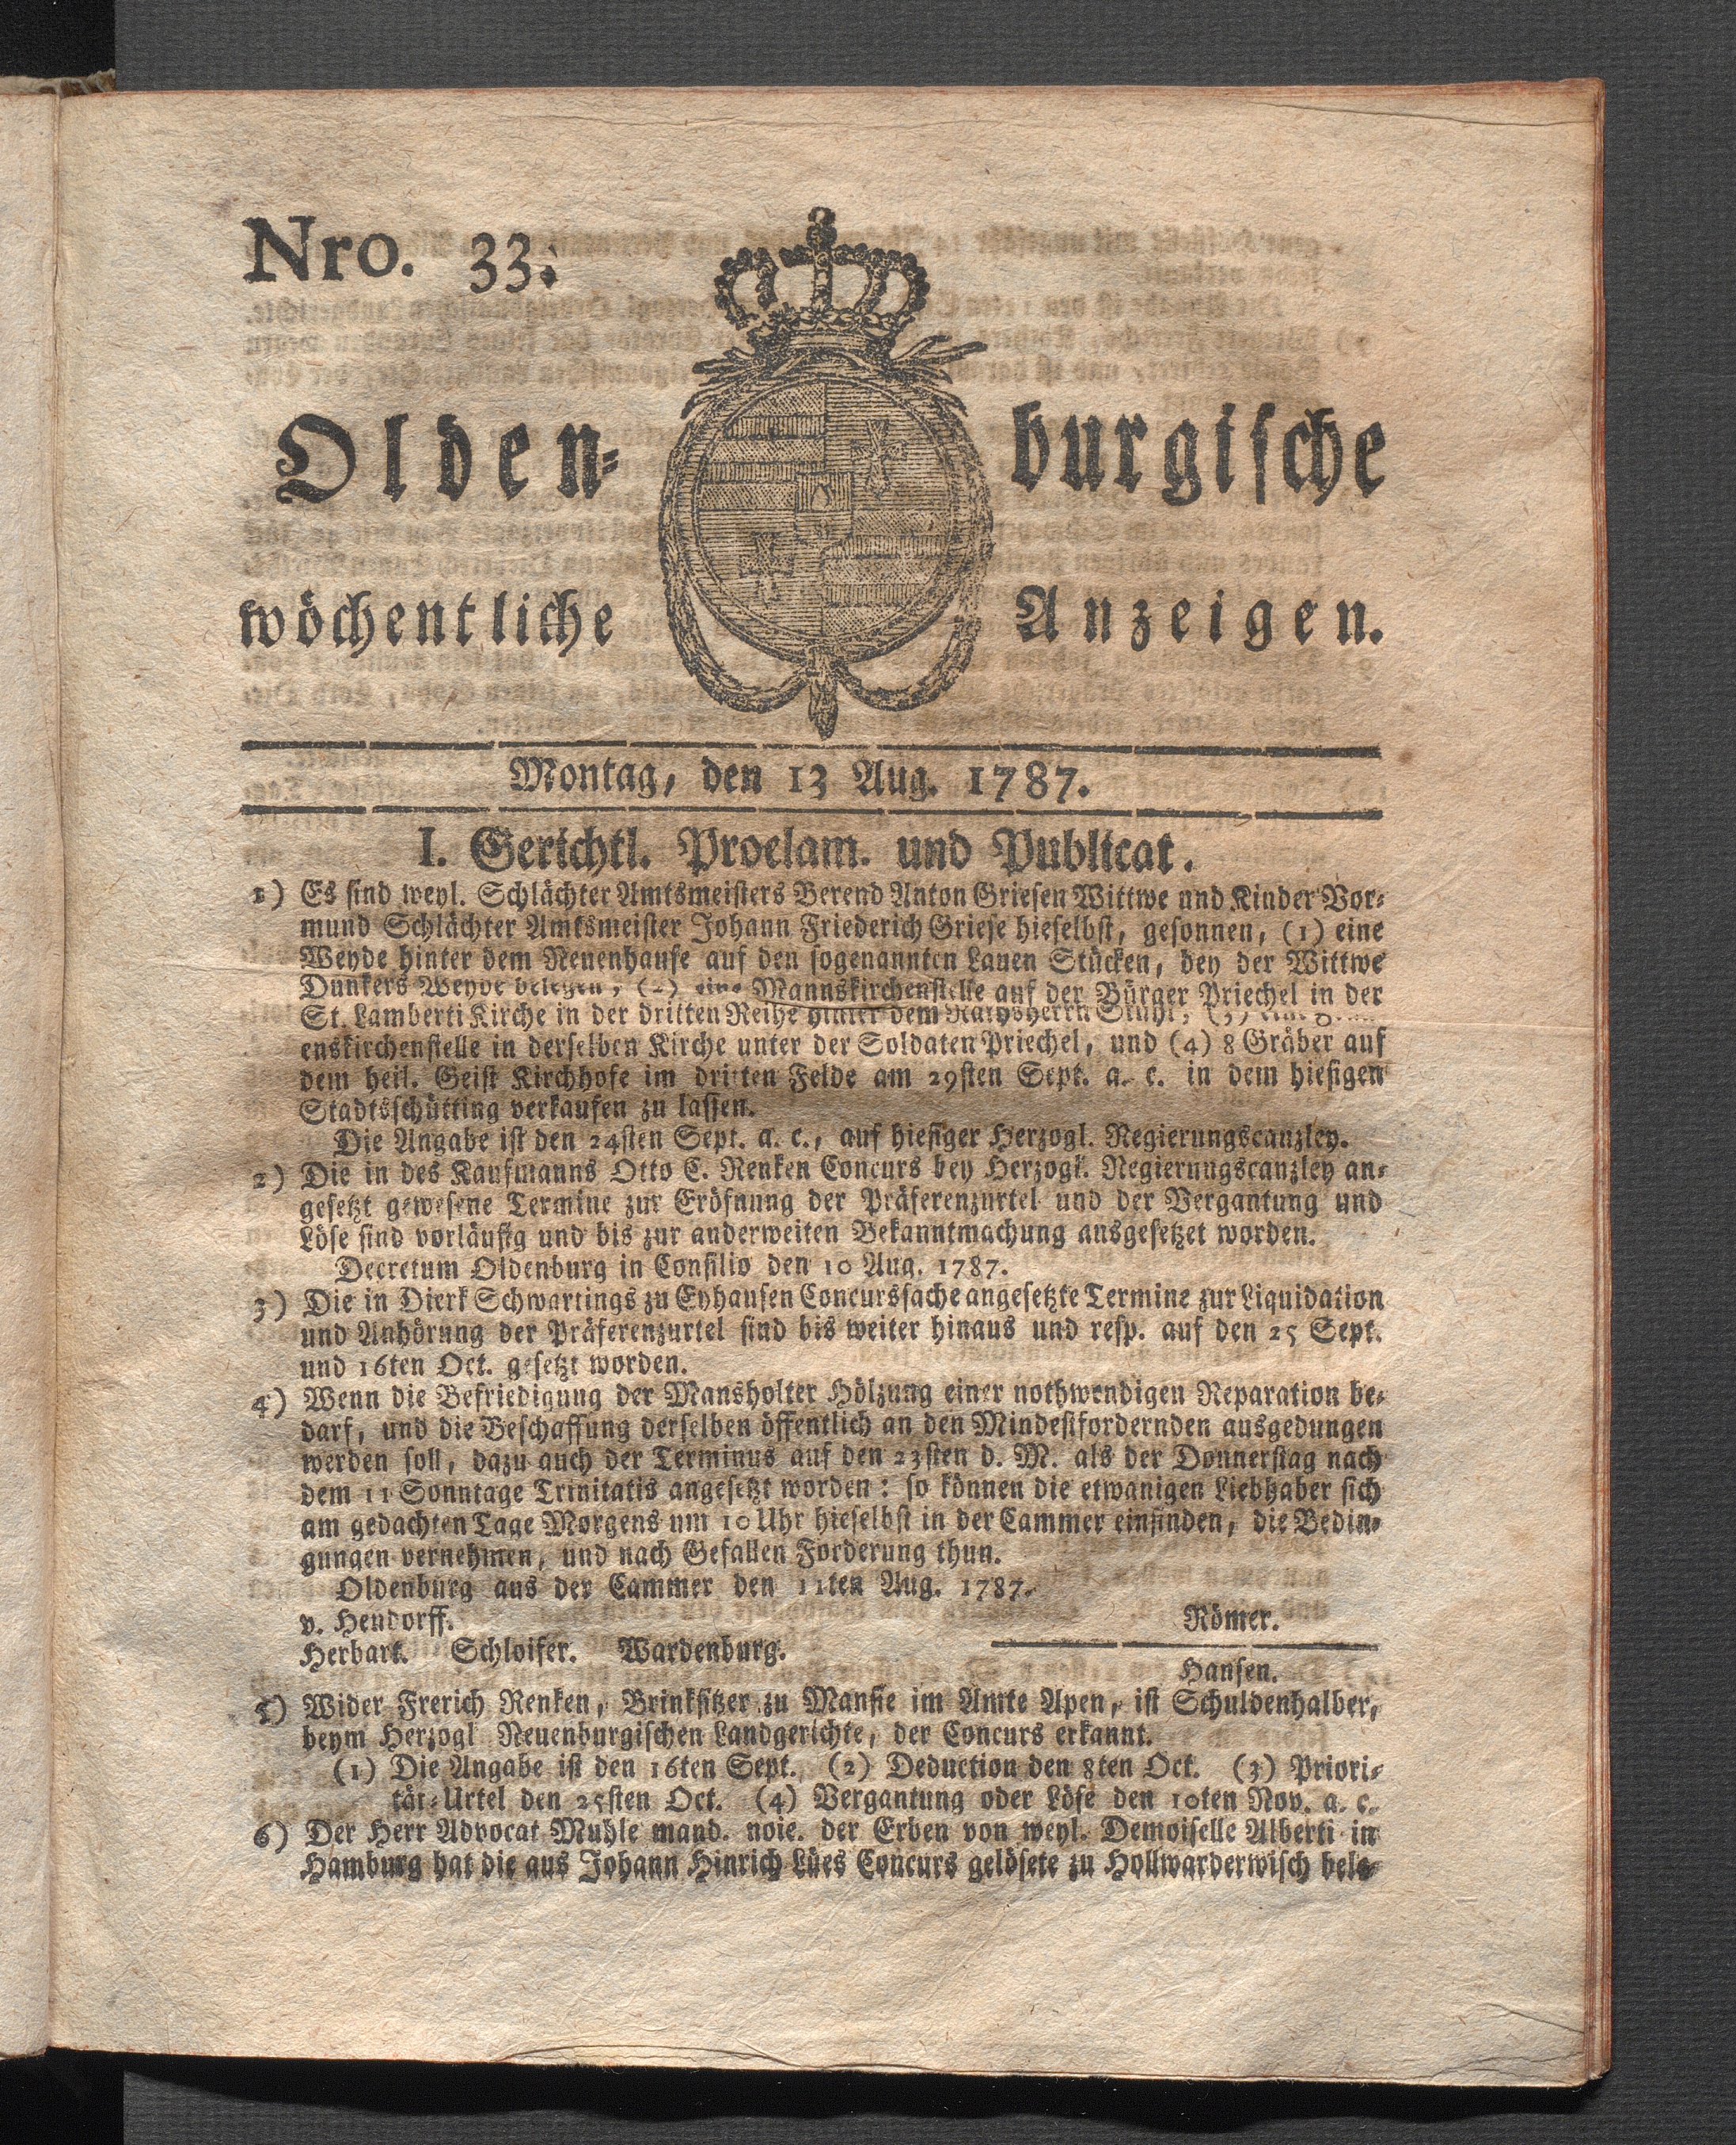 Nro. 33.
Olden= burgische
wöchentliche Anzeigen.
Montag, den 13 Aug. 1787.
I. Gerichtl. Proclam. und Publicat.
1) Es sind weyl. Schlächter Amtsmeisters Berend Anton Griesen Wittwe und Kinder Vor=
mund Schlächter Amtsmeister Johann Friederich Griese hieselbst, gesonnen, (1) eine
Weyde hinter dem Neuenhause auf den sogenannten Lauen Stücken, bey der Wittwe
Dunkers Weyde belegen, (2) eine Mannskirchenstelle auf der Bürger Priechel in der
St. Lamberti Kirche in der dritten Reihe hinter dem Rathsherrn Stuhl, (3)
enskirchenstelle in derselben Kirche unter der Soldaten Priechel, und (4) 8 Gräber auf
dem heil. Geist Kirchhofe im dritten Felde am 29sten Sept. a. c. in dem hiesigen
Stadtsschütting verkaufen zu lassen.
Die Angabe ist den 24sten Sept. a. c., auf hiesiger Herzogl. Regierungscanzley.
2) Die in des Kaufmanns Otto C. Renken Concurs bey Herzogl. Regierungscanzley an=
gesetzt gewesene Termine zur Eröfnung der Präferenzurtel und der Vergantung und
Löse sind vorläufig und bis zur anderweiten Bekanntmachung ausgesetzet worden.
Decretum Oldenburg in Consilio den 10 Aug. 1787.
3) Die in Dierk Schwartings zu Eyhausen Concurssache angesetzte Termine zur Liquidation
und Anhörung der Präferenzurtel sind bis weiter hinaus und resp. auf den 25 Sept.
und 16ten Oct. gesetzt worden.
4) Wenn die Befriedigung der Mansholter Hölzung einer nothwendigen Reparation be=
darf, und die Beschaffung derselben öffentlich an den Mindestfordernden ausgedungen
werden soll, dazu auch der Terminus auf den 23sten d. M. als der Donnerstag nach
dem 11 Sonntage Trinitatis angesetzt worden: so können die etwanigen Liebhaber sich
am gedachten Tage Morgens um 10 Uhr hieselbst in der Cammer einfinden, die Bedin=
gungen vernehmen, und nach Gefallen Forderung thun.
Oldenburg aus der Cammer den 11ten Aug. 1787.
v. Hendorff. Römer.
Herbart. Schloifer. Wardenburg.
Hansen.
5) Wider Frerich Renken, Brinksitzer zu Mansie im Amte Apen, ist Schuldenhalber,
beym Herzogl Neuenburgischen Landgerichte, der Concurs erkannt.
(1) Die Angabe ist den 16ten Sept. (2) Deduction den 8ten Oct. (3) Priori=
tät=Urtel den 25sten Oct. (4) Vergantung oder Löse den 10ten Nov. a. c.
6) Der Herr Advocat Muhle mand. noie. der Erben von weyl. Demoiselle Alberti in
Hamburg hat die aus Johann Hinrich Lües Concurs gelösete zu Hollwarderwisch bele=